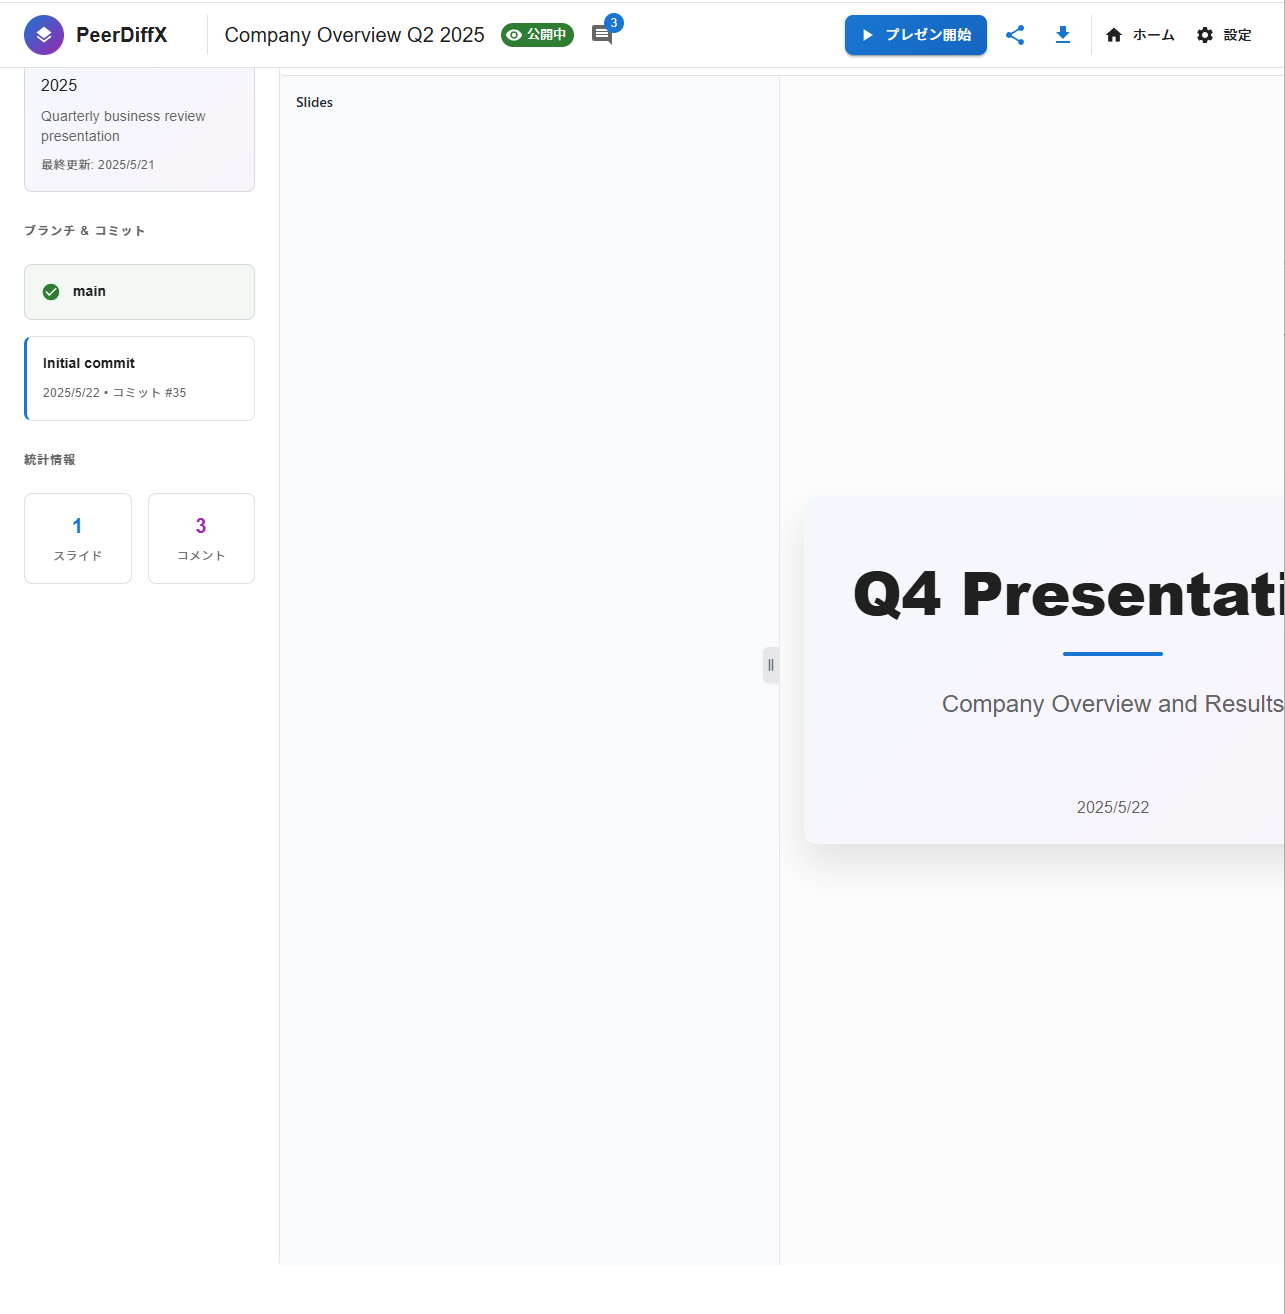 PeerDiffX
Company Overview Q2 2025
公開中
3
プレゼン開始
ホーム
設定
2025
Quarterly business review
presentation
最終更新: 2025/5/21
ブランチ & コミット
main
Initial commit
2025/5/22 • コミット #35
統計情報
1
スライド
3
コメント
Slides
Q4 Presentati
Company Overview and Results
2025/5/22